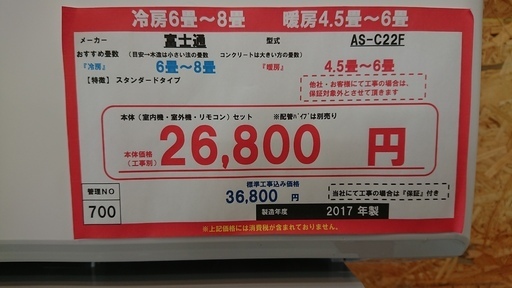 冷房6畳～8畳 暖房4.5畳～6畳
メーカー 富士通 型式 AS-C22F
おすすめ畳数 (目安→木造は小さい法の畳数 コンクリートは大きい方の畳数)
『冷房』 6畳～8畳 『暖房』 4.5畳～6畳
【特徴】 スタンダードタイプ
他社・お客様にて工事の場合は、
保証対象外とさせて頂きます
本体（室内機・室外機・リモコン）セット ※配管ﾊﾟｲﾌﾟは別売り
本体価格
（工事別） 26,800 円
標準工事込み価格
36,800 円
当社にて工事の場合は『保証』付き
管理NO
700
製造年度 2017 年製
※上記価格には消費税が含まれておりません。